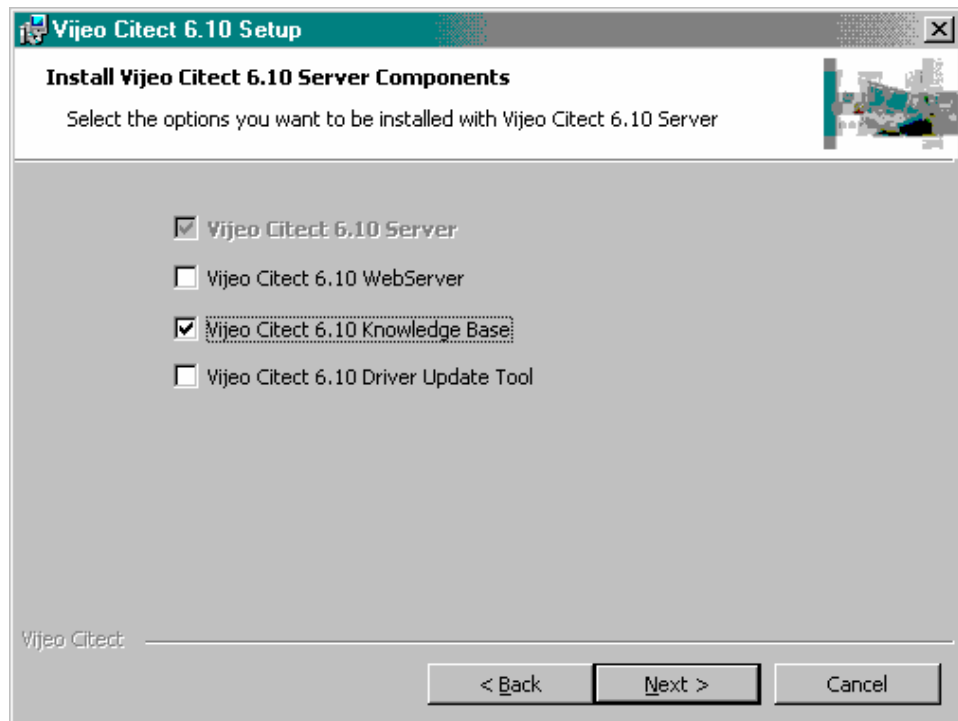 Vijeo Citect 6.10 Setup
Install Vijeo Citect 6.10 Server Components
Select the options you want to be installed with Vijeo Citect 6.10 Server
Vijeo Citect 6.10 Server
Vijeo Citect 6.10 WebServer
Vijeo Citect 6.10 Knowledge Base
Vijeo Citect 6.10 Driver Update Tool
Vijeo Citect
< Back
Next >
Cancel